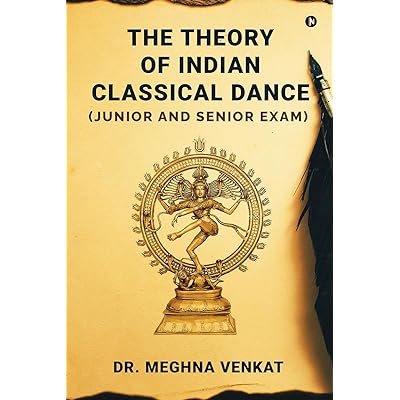 THE THEORY
OF INDIAN
CLASSICAL DANCE
(JUNIOR AND SENIOR EXAM)
DR. MEGHNA VENKAT